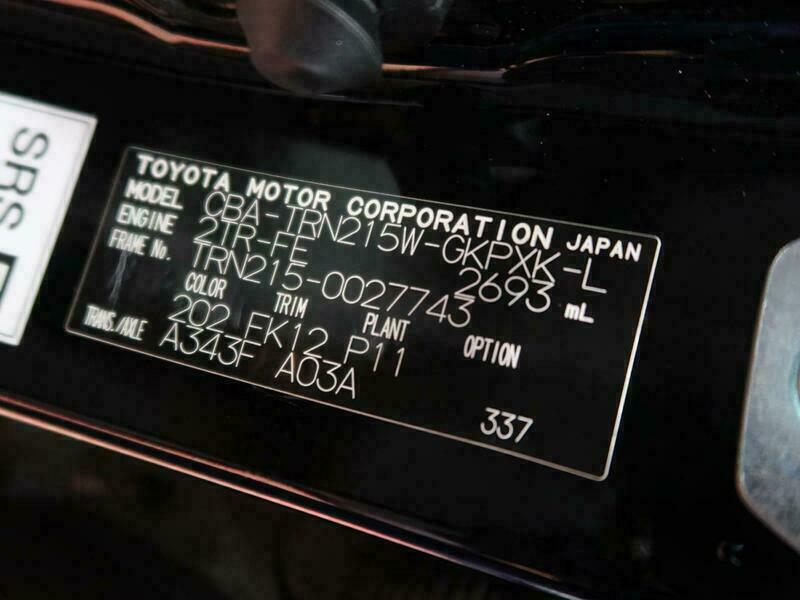 SRS
TOYOTA MOTOR CORPORATION JAPAN
MODEL CBA-TRN215W-GKPXK-L
ENGINE 2TR-FE 2693 mL
FRAME No. TRN215-0027743
COLOR TRIM PLANT OPTION
202 FK12 P11
TRANS./AXLE A343F A03A
337